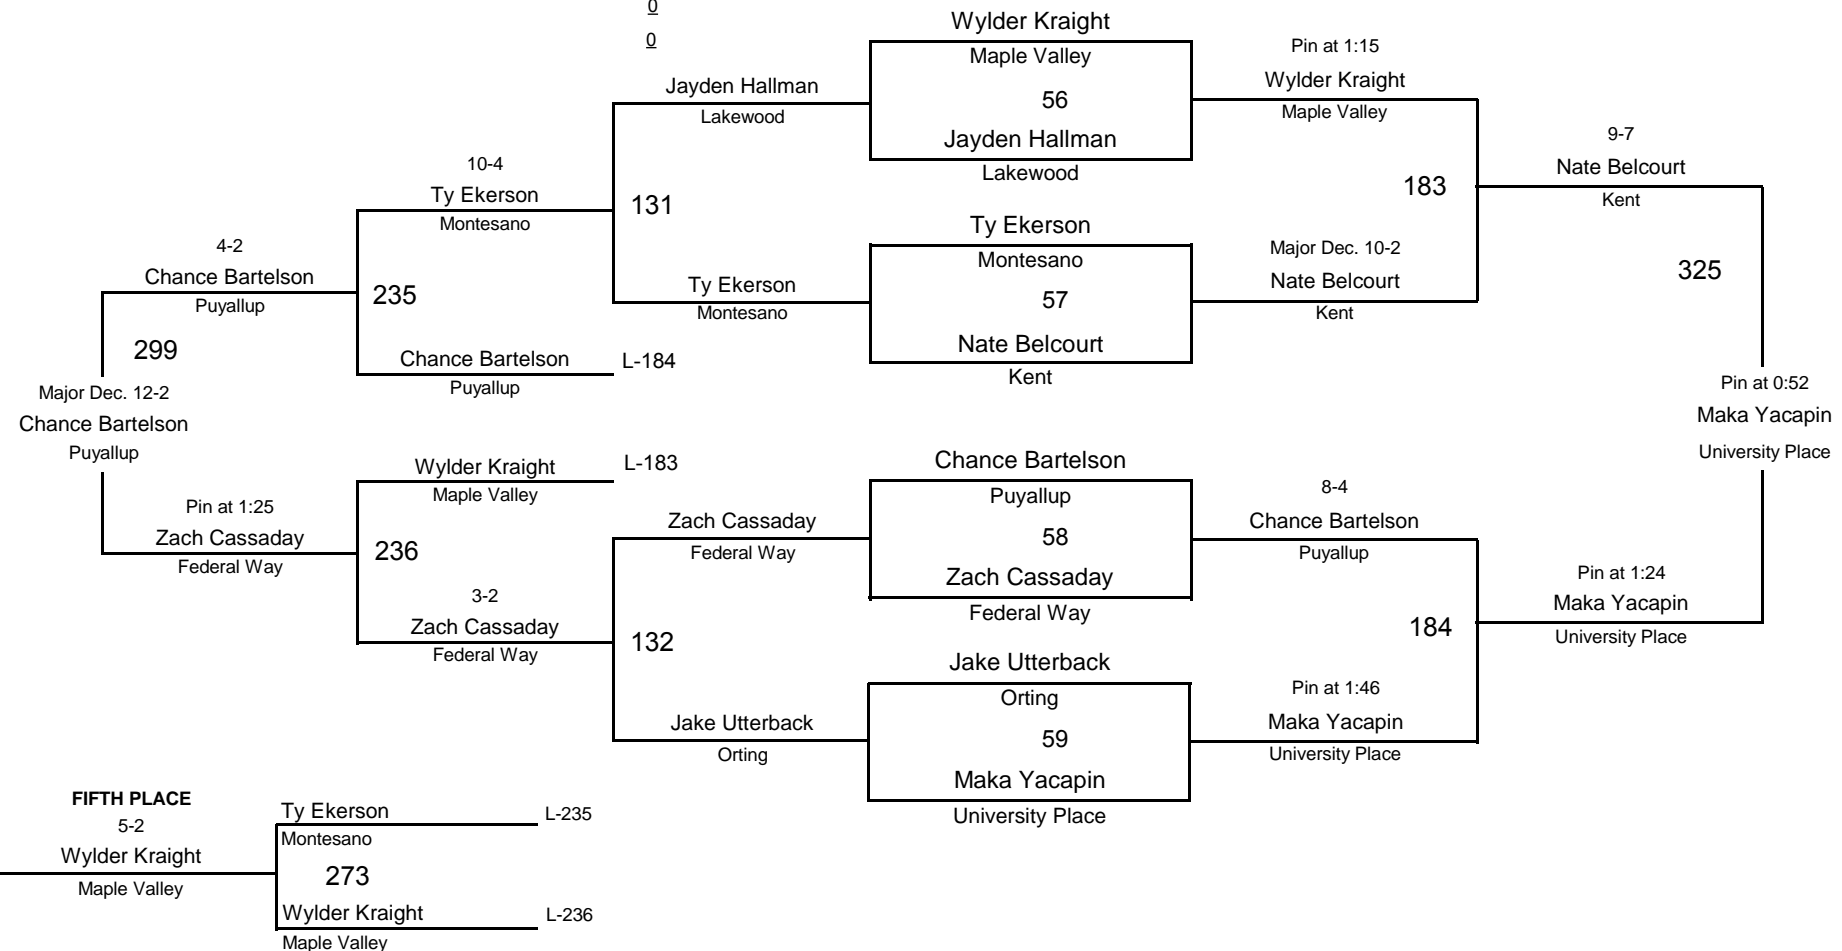 0
0
Wylder Kraight
Maple Valley
56
Jayden Hallman
Lakewood
Pin at 1:15
Wylder Kraight
Maple Valley
Jayden Hallman
Lakewood
9-7
Nate Belcourt
Kent
10-4
Ty Ekerson
Montesano
131
183
Ty Ekerson
Montesano
57
Nate Belcourt
Kent
Major Dec. 10-2
Nate Belcourt
Kent
4-2
Chance Bartelson
Puyallup
235
Ty Ekerson
Montesano
325
299
Chance Bartelson
Puyallup
L-184
Major Dec. 12-2
Chance Bartelson
Puyallup
Pin at 0:52
Maka Yacapin
University Place
Wylder Kraight
Maple Valley
L-183
Chance Bartelson
Puyallup
58
Zach Cassaday
Federal Way
8-4
Chance Bartelson
Puyallup
Pin at 1:25
Zach Cassaday
Federal Way
236
Zach Cassaday
Federal Way
3-2
Zach Cassaday
Federal Way
132
184
Pin at 1:24
Maka Yacapin
University Place
Jake Utterback
Orting
59
Maka Yacapin
University Place
Pin at 1:46
Maka Yacapin
University Place
Jake Utterback
Orting
FIFTH PLACE
5-2
Wylder Kraight
Maple Valley
Ty Ekerson
Montesano
L-235
273
Wylder Kraight
Maple Valley
L-236